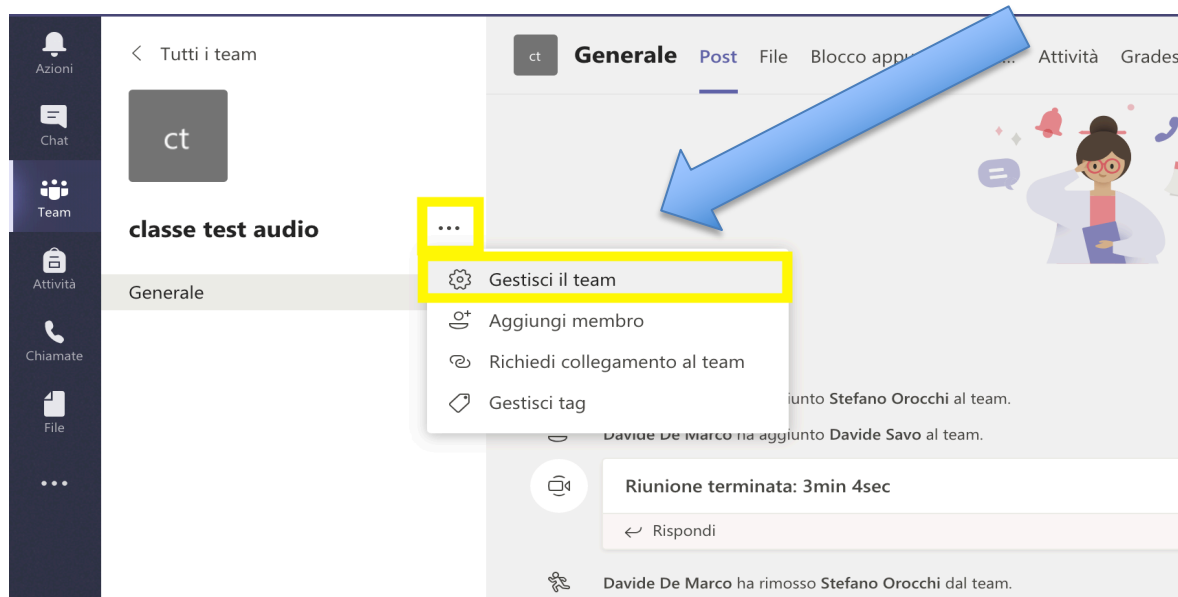 Azioni
Chat
Team
Attività
Chiamate
File
Tutti i team
ct
classe test audio
Generale
Gestisci il team
Aggiungi membro
Richiedi collegamento al team
Gestisci tag
ct Generale Post File Blocco Attività Grades
Stefano Orocchi al team.
Davide De Marco ha aggiunto Davide Savo al team.
Riunione terminata: 3min 4sec
Rispondi
Davide De Marco ha rimosso Stefano Orocchi dal team.